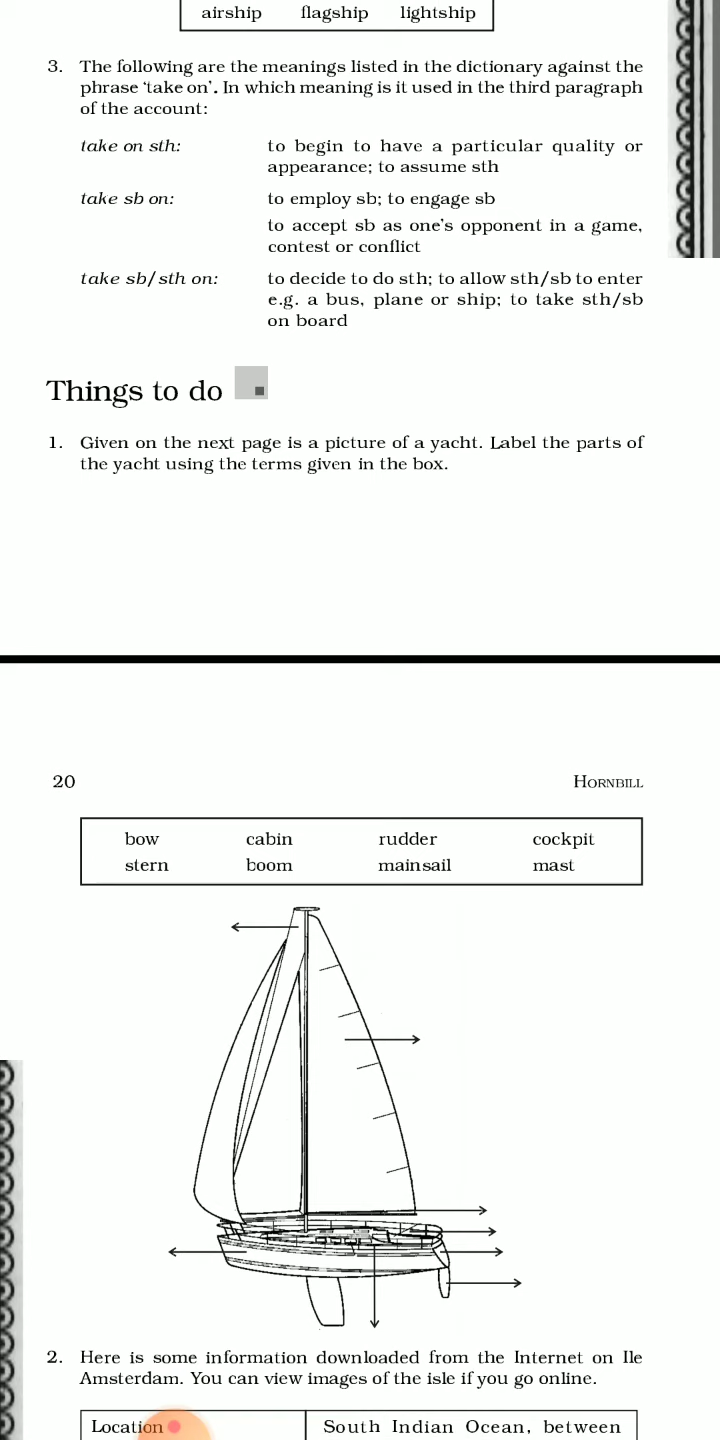 airship flagship lightship
3. The following are the meanings listed in the dictionary against the
phrase ‘take on’. In which meaning is it used in the third paragraph
of the account:
take on sth: to begin to have a particular quality or
appearance; to assume sth
take sb on: to employ sb; to engage sb
to accept sb as one’s opponent in a game,
contest or conflict
take sb/sth on: to decide to do sth; to allow sth/sb to enter
e.g. a bus, plane or ship; to take sth/sb
on board
Things to do
1. Given on the next page is a picture of a yacht. Label the parts of
the yacht using the terms given in the box.
20 HORNBILL
bow cabin rudder cockpit
stern boom mainsail mast
2. Here is some information downloaded from the Internet on Ile
Amsterdam. You can view images of the isle if you go online.
Location South Indian Ocean, between